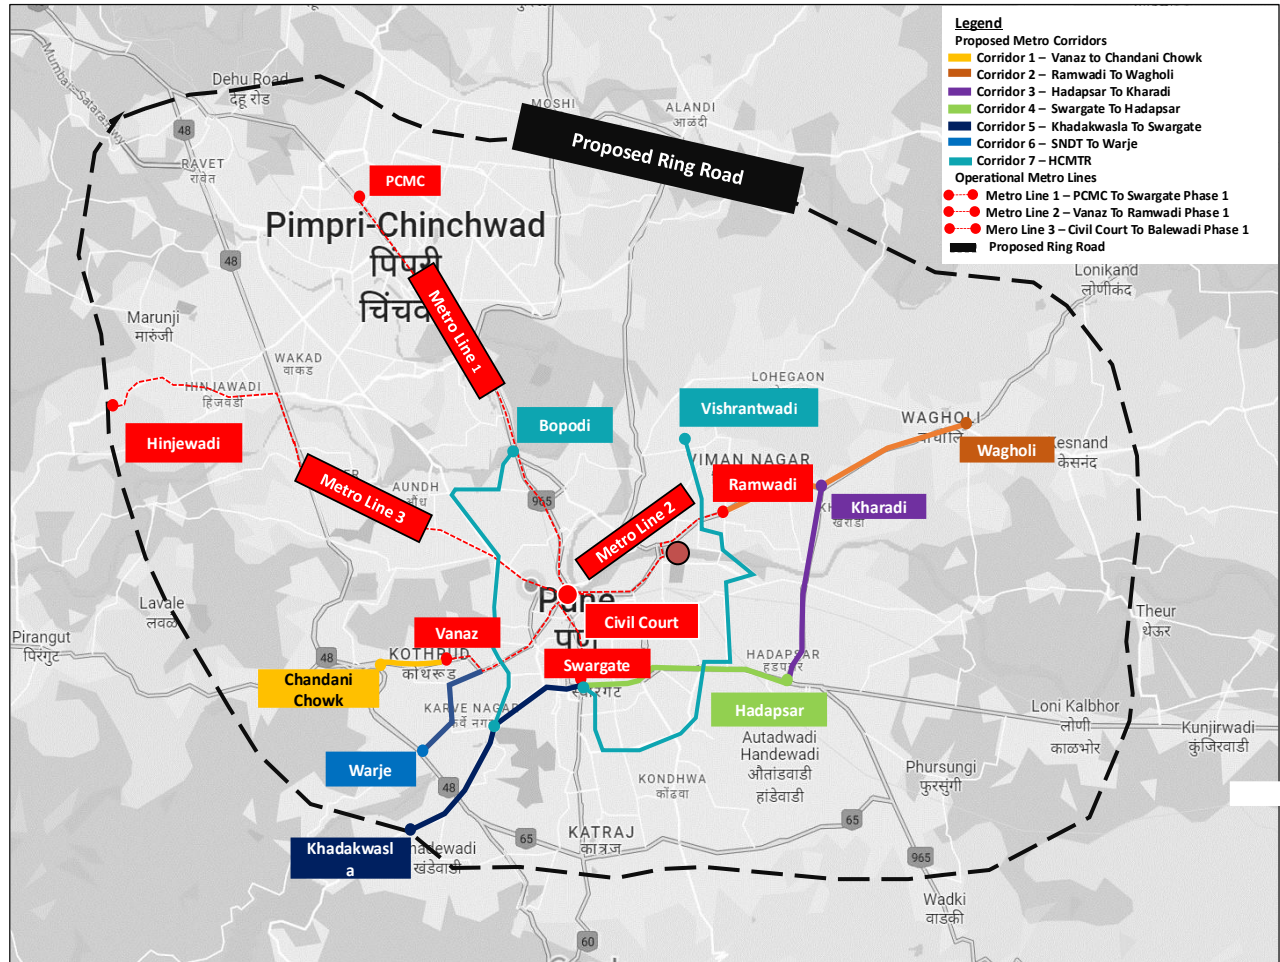 Legend
Proposed Metro Corridors
Corridor 1 – Vanaz to Chandani Chowk
Corridor 2 – Ramwadi To Wagholi
Corridor 3 – Hadapsar To Kharadi
Corridor 4 – Swargate To Hadapsar
Corridor 5 – Khadakwasla To Swargate
Corridor 6 – SNDT To Warje
Corridor 7 – HCMTR
Operational Metro Lines
Metro Line 1 – PCMC To Swargate Phase 1
Metro Line 2 – Vanaz To Ramwadi Phase 1
Mero Line 3 – Civil Court To Balewadi Phase 1
Proposed Ring Road
Mumbai - Satara Hwy
Dehu Road
देहू रोड
MOSHI
ALANDI
आळंदी
48
RAVET
रावेत
Proposed Ring Road
PCMC
Pimpri-Chinchwad
पिंपरी
48
Lonikand
लोणीकंद
Marunji
मारुंजी
Metro Line 1
WAKAD
वाकड
HINJAWADI
हिंजवडी
LOHEGAON
Vishrantwadi
Bopodi
WAGHOLI
Hinjewadi
Wagholi
केसनंद
VIMAN NAGAR
Ramwadi
AUNDH
औंध
Metro Line 3
965
Metro Line 2
Kharadi
Lavale
लवळे
Pune
Civil Court
Theur
थेऊर
Pirangut
पिरंगुट
Vanaz
48
KOTHRUD
कोथरूड
Swargate
HADAPSAR
हडपसर
Chandani
Chowk
KARVE NAGAR
Hadapsar
Loni Kalbhor
लोणी
काळभोर
Kunjirwadi
कुंजिरवाडी
Autadwadi
Handewadi
औतांडवाडी
हांडेवाडी
Warje
48
KONDHWA
कोंढवा
Phursungi
फुरसुंगी
65
65
KATRAJ
कात्रज
Khadakwasl
a
खंडेवाडी
965
Wadki
वाडकी
60